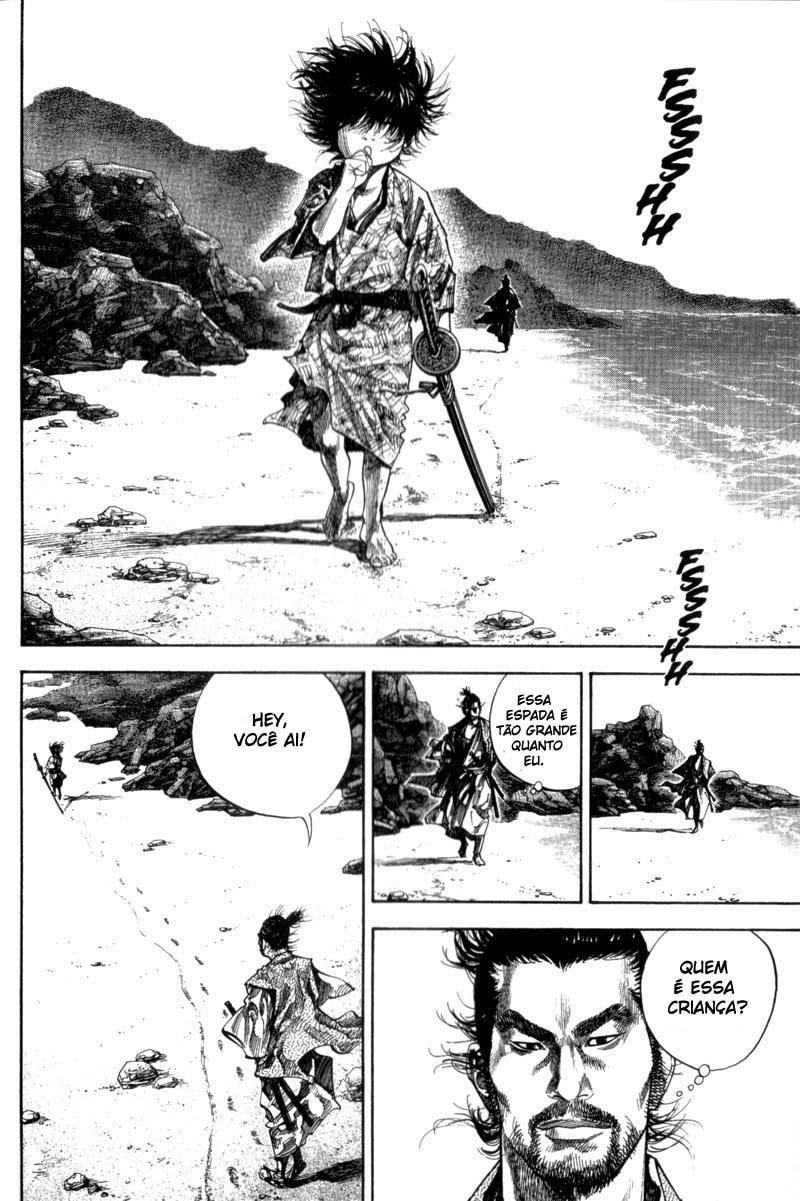 FSSSHH
FSSSHH
ESSA
ESPADA É
TÃO GRANDE
QUANTO
EU.
QUEM
É ESSA
CRIANÇA?
HEY,
VOCÊ AI!